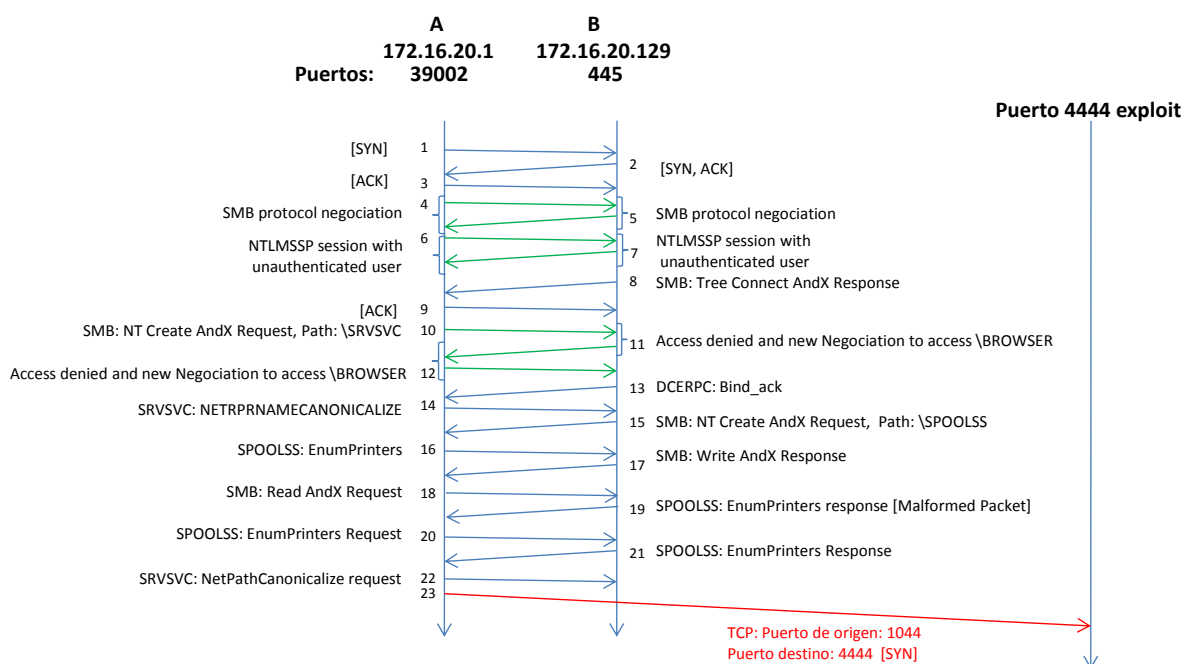 A B
172.16.20.1 172.16.20.129
Puertos: 39002 445
Puerto 4444 exploit
[SYN] 1
2 [SYN, ACK]
[ACK] 3
4
SMB protocol negociation
5 SMB protocol negociation
6
NTLMSSP session with
unauthenticated user
7 NTLMSSP session with
unauthenticated user
8 SMB: Tree Connect AndX Response
[ACK] 9
SMB: NT Create AndX Request, Path: \SRVSVC 10
11 Access denied and new Negociation to access \BROWSER
Access denied and new Negociation to access \BROWSER 12
13 DCERPC: Bind_ack
SRVSVC: NETRPRNAMECANONICALIZE 14
15 SMB: NT Create AndX Request, Path: \SPOOLSS
SPOOLSS: EnumPrinters 16
17 SMB: Write AndX Response
SMB: Read AndX Request 18
19 SPOOLSS: EnumPrinters response [Malformed Packet]
SPOOLSS: EnumPrinters Request 20
21 SPOOLSS: EnumPrinters Response
SRVSVC: NetPathCanonicalize request 22
23
TCP: Puerto de origen: 1044
Puerto destino: 4444 [SYN]